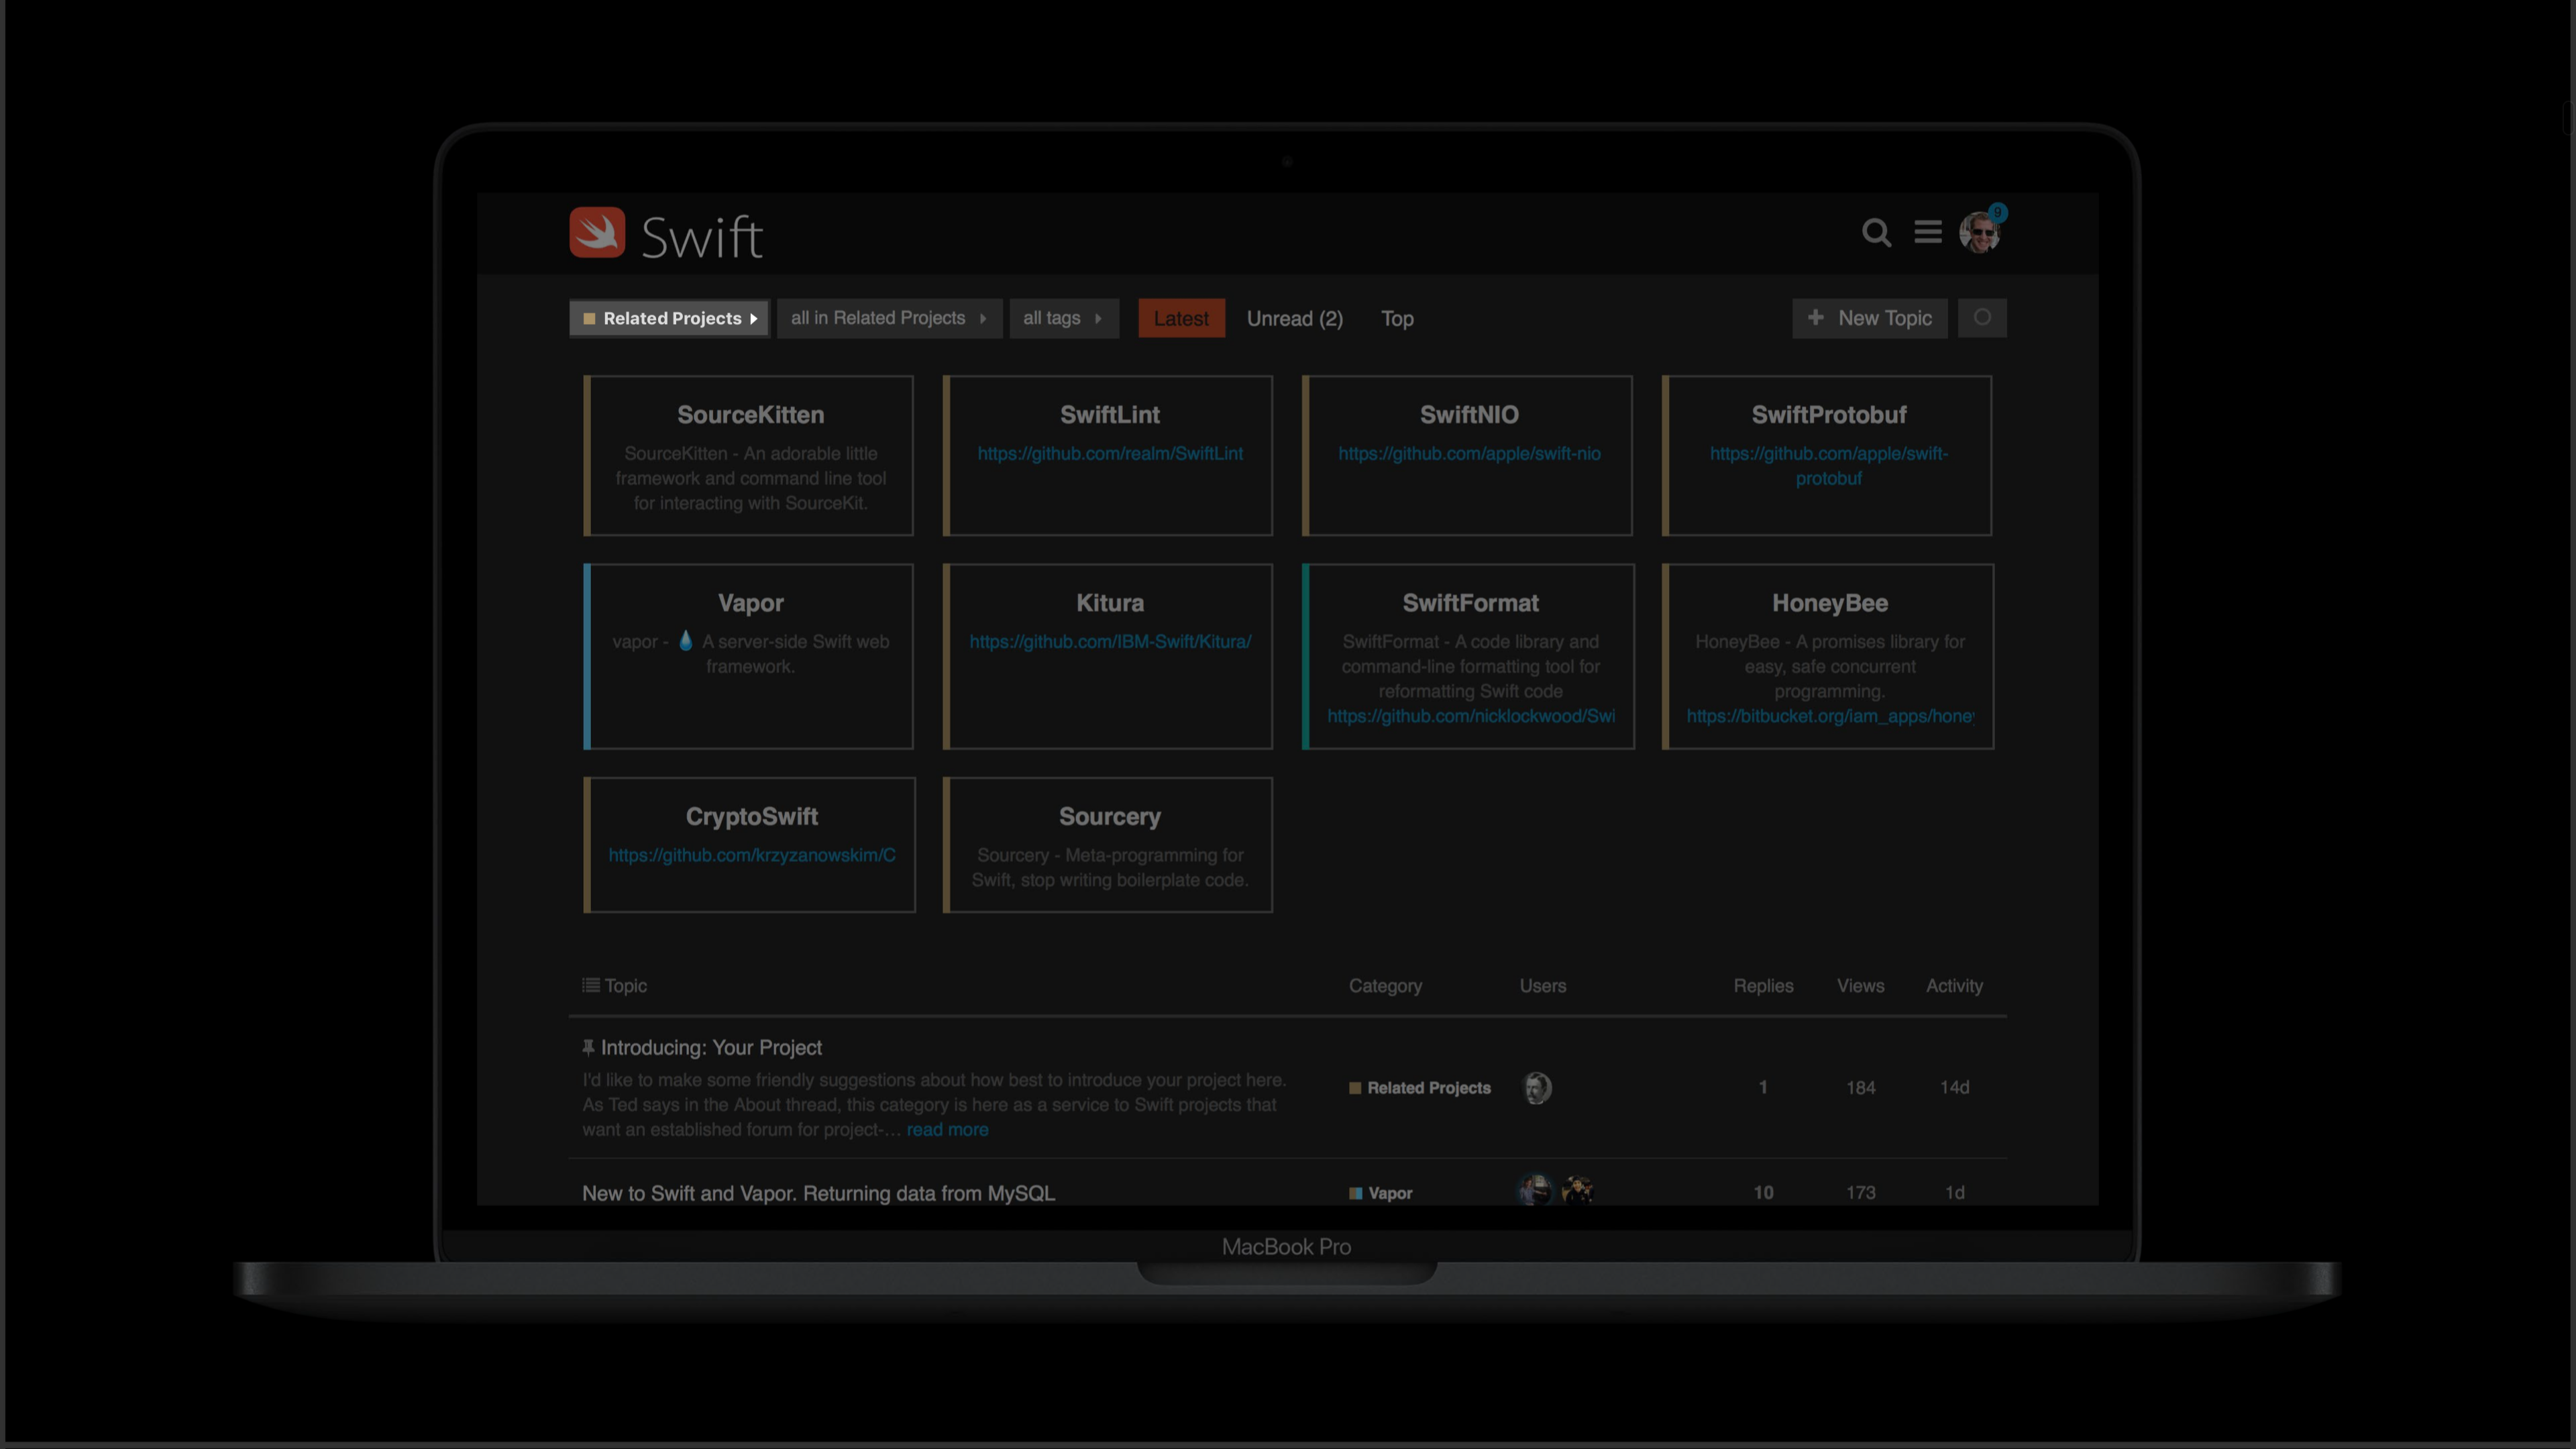 Swift
9
Related Projects
all in Related Projects
all tags
Latest
Unread (2)
Top
New Topic
SourceKitten
SourceKitten - An adorable little
framework and command line tool
for interacting with SourceKit.
SwiftLint
https://github.com/realm/SwiftLint
SwiftNIO
https://github.com/apple/swift-nio
SwiftProtobuf
https://github.com/apple/swift-
protobuf
Vapor
vapor - 💧 A server-side Swift web
framework.
Kitura
https://github.com/IBM-Swift/Kitura/
SwiftFormat
SwiftFormat - A code library and
command-line formatting tool for
reformatting Swift code
https://github.com/nicklockwood/Swi
HoneyBee
HoneyBee - A promises library for
easy, safe concurrent
programming.
https://bitbucket.org/iam_apps/hone
CryptoSwift
https://github.com/krzyzanowskim/C
Sourcery
Sourcery - Meta-programming for
Swift, stop writing boilerplate code.
Topic Category Users Replies Views Activity
Introducing: Your Project
I'd like to make some friendly suggestions about how best to introduce your project here.
As Ted says in the About thread, this category is here as a service to Swift projects that
want an established forum for project-… read more
Related Projects 1 184 14d
New to Swift and Vapor. Returning data from MySQL Vapor 10 173 1d
MacBook Pro